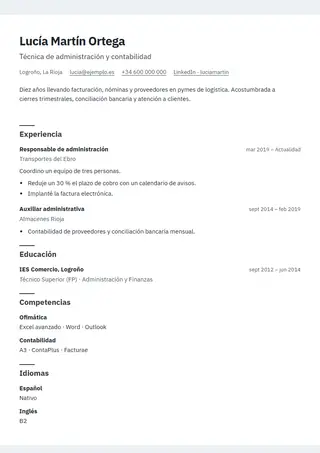 Lucía Martín Ortega
Técnica de administración y contabilidad
Logroño, La Rioja lucia@ejemplo.es +34 600 000 000 LinkedIn · luciamartin
Diez años llevando facturación, nóminas y proveedores en pymes de logística. Acostumbrada a
cierres trimestrales, conciliación bancaria y atención a clientes.
Experiencia
Responsable de administración mar 2019 – Actualidad
Transportes del Ebro
Coordino un equipo de tres personas.
• Reduje un 30 % el plazo de cobro con un calendario de avisos.
• Implanté la factura electrónica.
Auxiliar administrativa sept 2014 – feb 2019
Almacenes Rioja
• Contabilidad de proveedores y conciliación bancaria mensual.
Educación
IES Comercio, Logroño sept 2012 – jun 2014
Técnico Superior (FP) · Administración y Finanzas
Competencias
Ofimática
Excel avanzado · Word · Outlook
Contabilidad
A3 · ContaPlus · Facturae
Idiomas
Español
Nativo
Inglés
B2